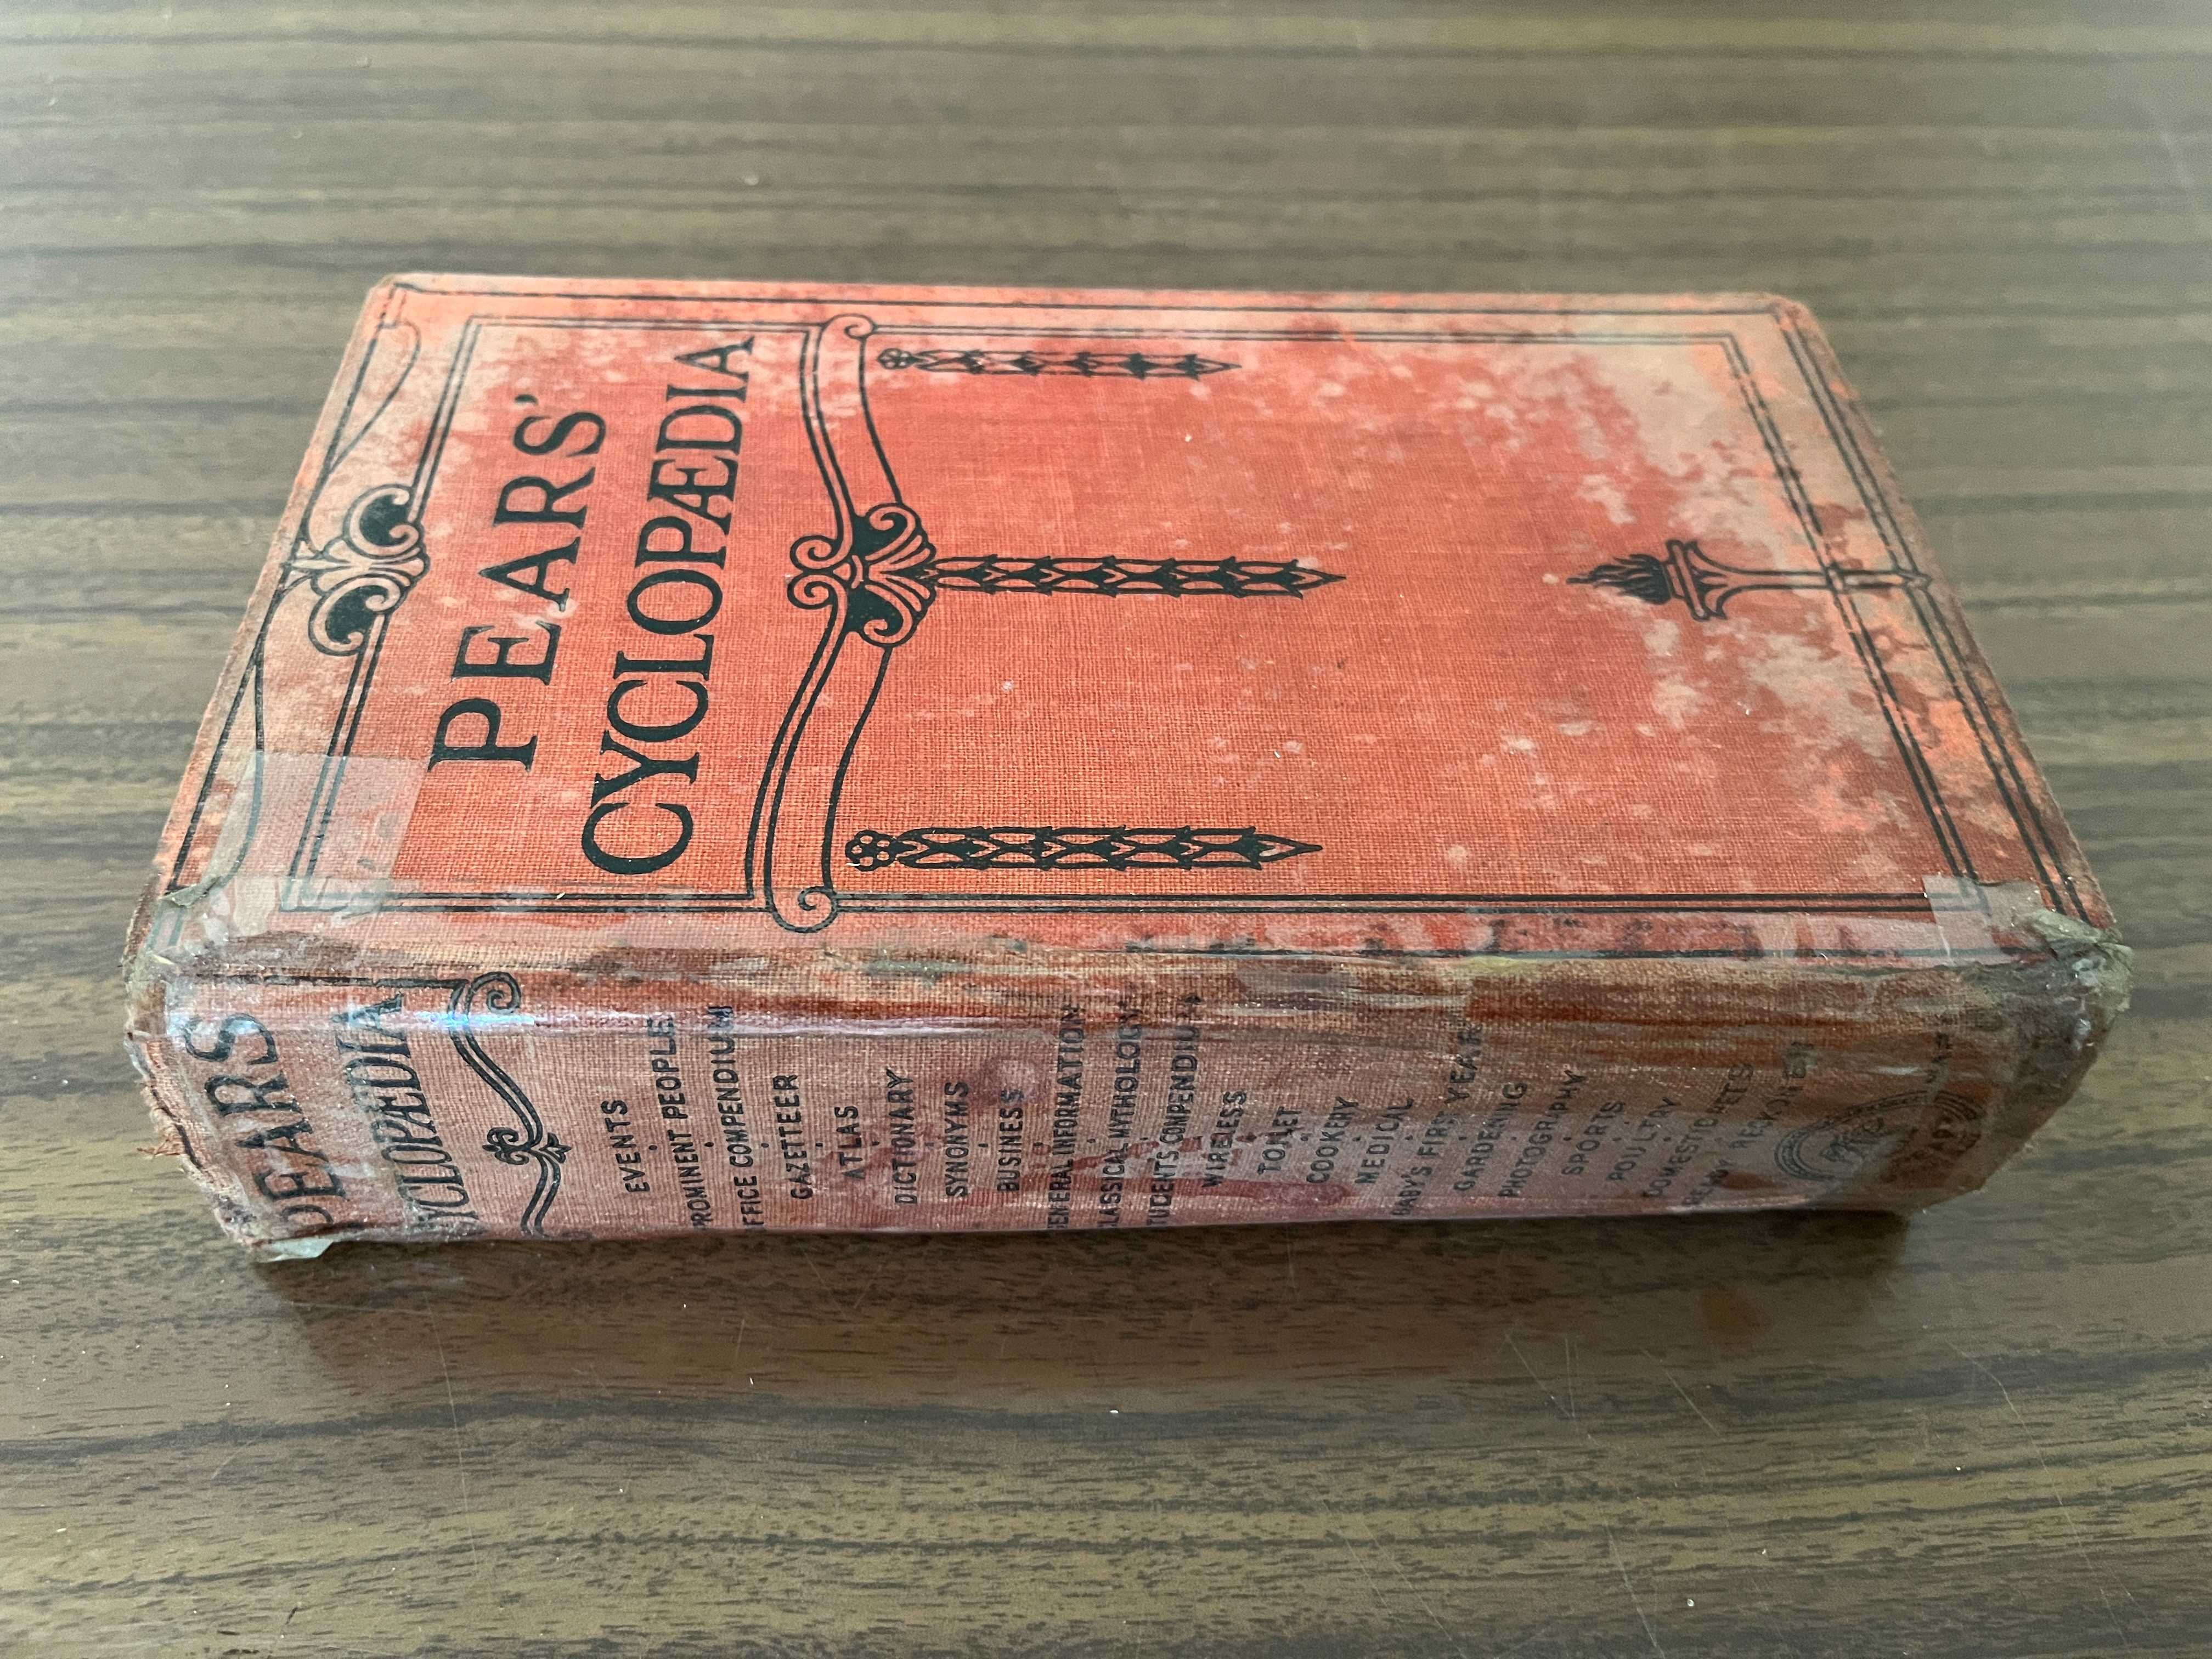 PEARS'
CYCLOPÆDIA
PEARS
CYCLOPÆDIA
EVENTS
PROMINENT PEOPLE
OFFICE COMPENDIUM
GAZETTEER
ATLAS
DICTIONARY
SYNONYMS
BUSINESS
GENERAL INFORMATION
CLASSICAL MYTHOLOGY
STUDENTS COMPENDIUM
WIRELESS
TOILET
COOKERY
MEDICAL
BABY'S FIRST YEAR
GARDENING
PHOTOGRAPHY
SPORTS
POULTRY
DOMESTIC PETS
READY RECKONER